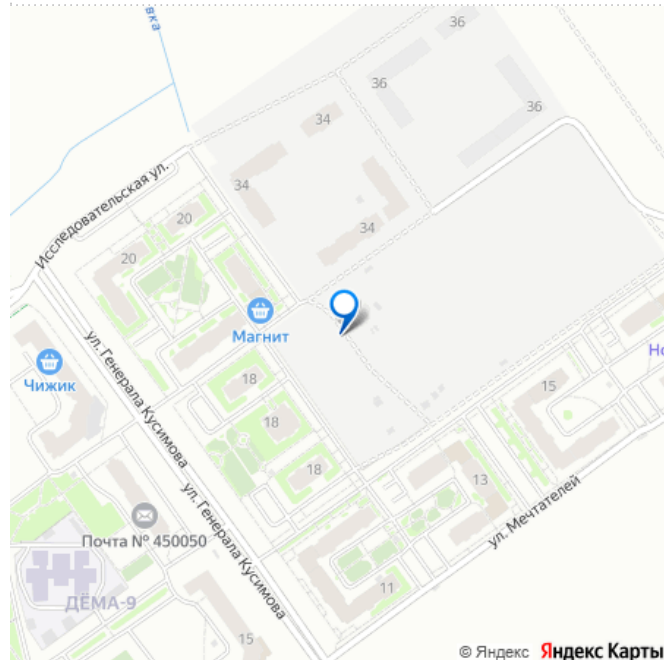 вка
36
36
36
34
34
34
Исследовательская ул.
20
20
Магнит
Чижик
ул. Генерала Кусимова
18
18
18
15
Но
13
ул. Генерала Кусимова
ул. Мечтателей
Почта № 450050
ДЁМА-9
11
15
© Яндекс Яндекс Карты